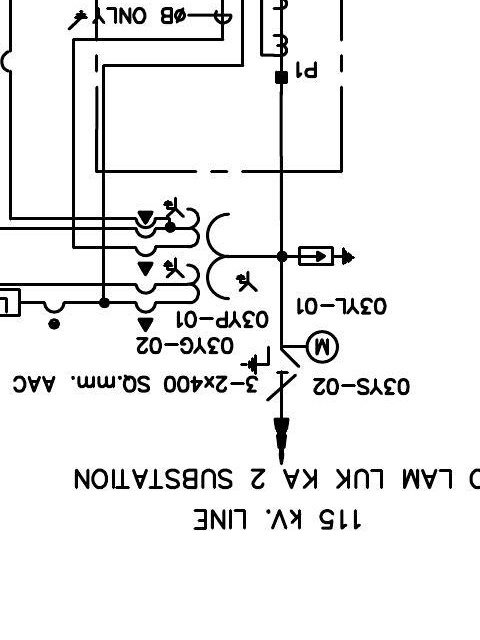 115 kV. LINE
O LAM LUK KA 2 SUBSTATION
03YS-02
3-2x400 SQ.mm. AAC
M
03YG-02
03YP-01
03YL-01
P1
ØB ONLY